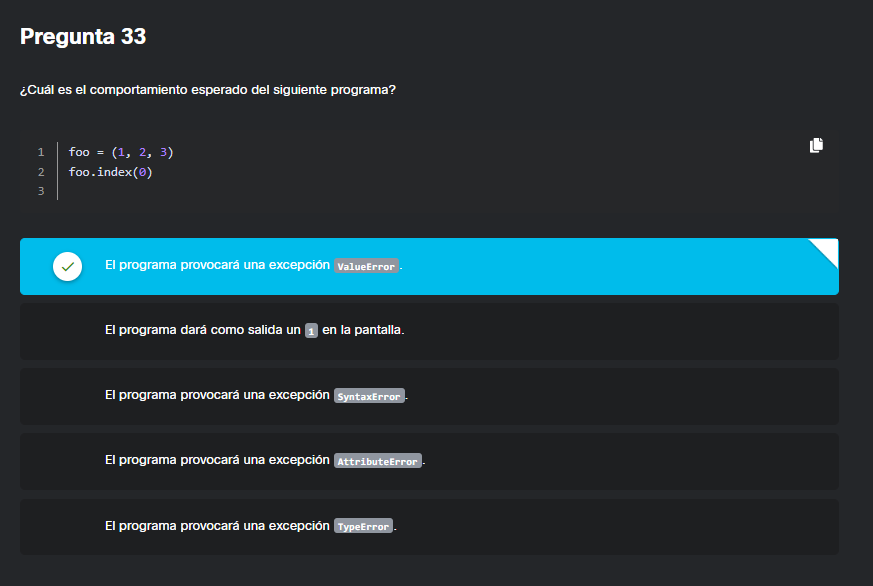 Pregunta 33
¿Cuál es el comportamiento esperado del siguiente programa?
1 foo = (1, 2, 3)
2 foo.index(0)
3
El programa provocará una excepción ValueError.
El programa dará como salida un 1 en la pantalla.
El programa provocará una excepción SyntaxError.
El programa provocará una excepción AttributeError.
El programa provocará una excepción TypeError.